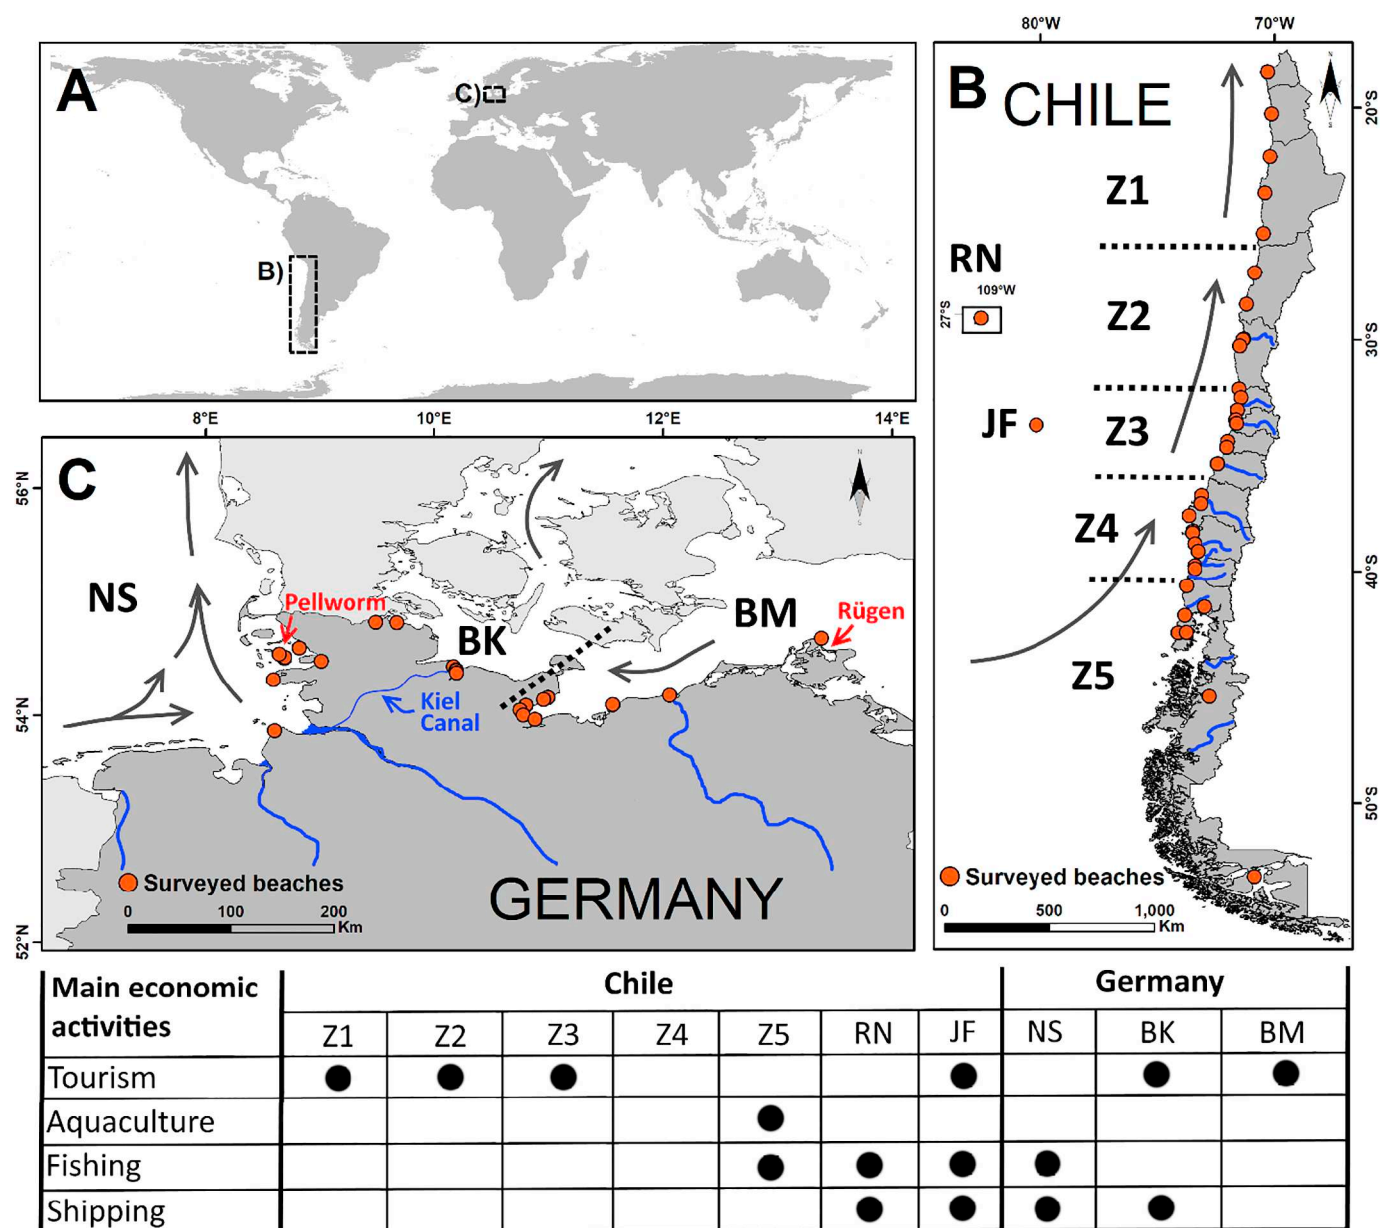 A
C)
B)
80°W 70°W
B CHILE
N
S
20°S
Z1
RN
109°W
27°S
Z2
30°S
JF
Z3
Z4
40°S
Z5
50°S
Surveyed beaches
0 500 1,000
Km
8°E 10°E 12°E 14°E
C
N
56°N
NS
Pellworm
BK
BM
Rügen
Kiel
Canal
54°N
Surveyed beaches
GERMANY
0 100 200
Km
52°N
Main economic
activities
Chile Germany
Z1 Z2 Z3 Z4 Z5 RN JF NS BK BM
Tourism
Aquaculture
Fishing
Shipping